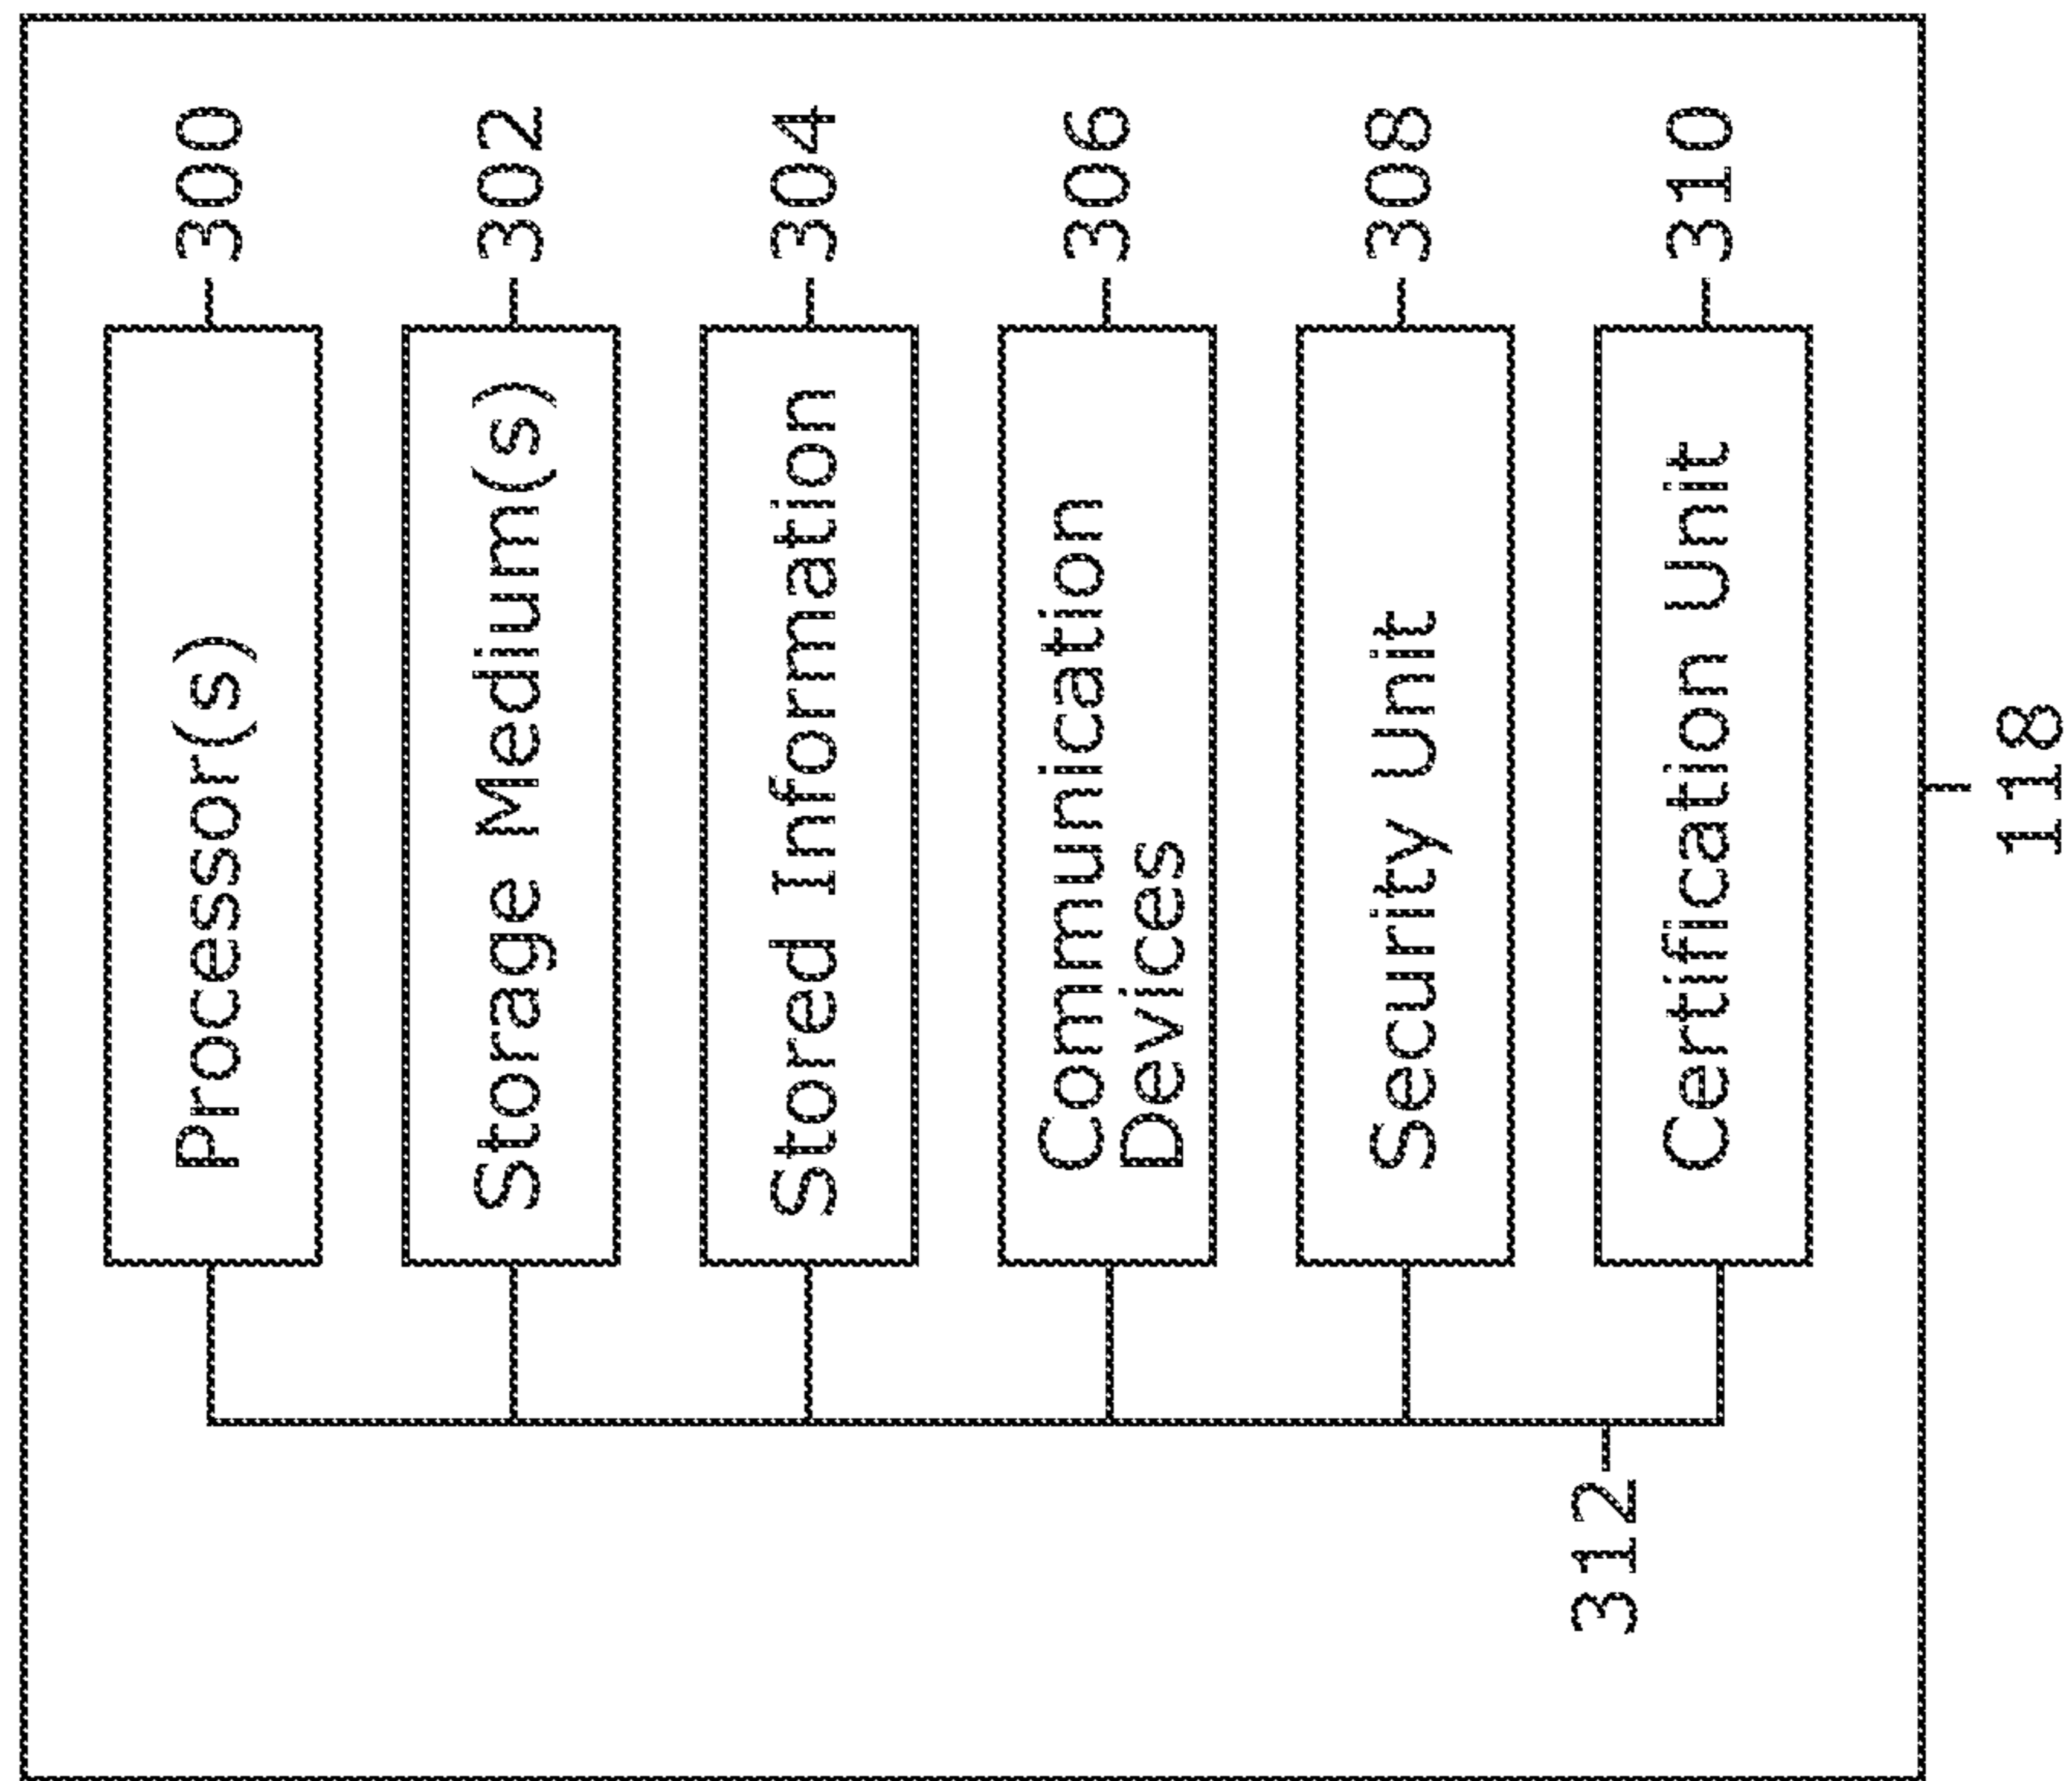 Processor(s) 300
Storage Medium(s) 302
Stored Information 304
Communication
Devices
306
Security Unit 308
Certification Unit 310
312
118